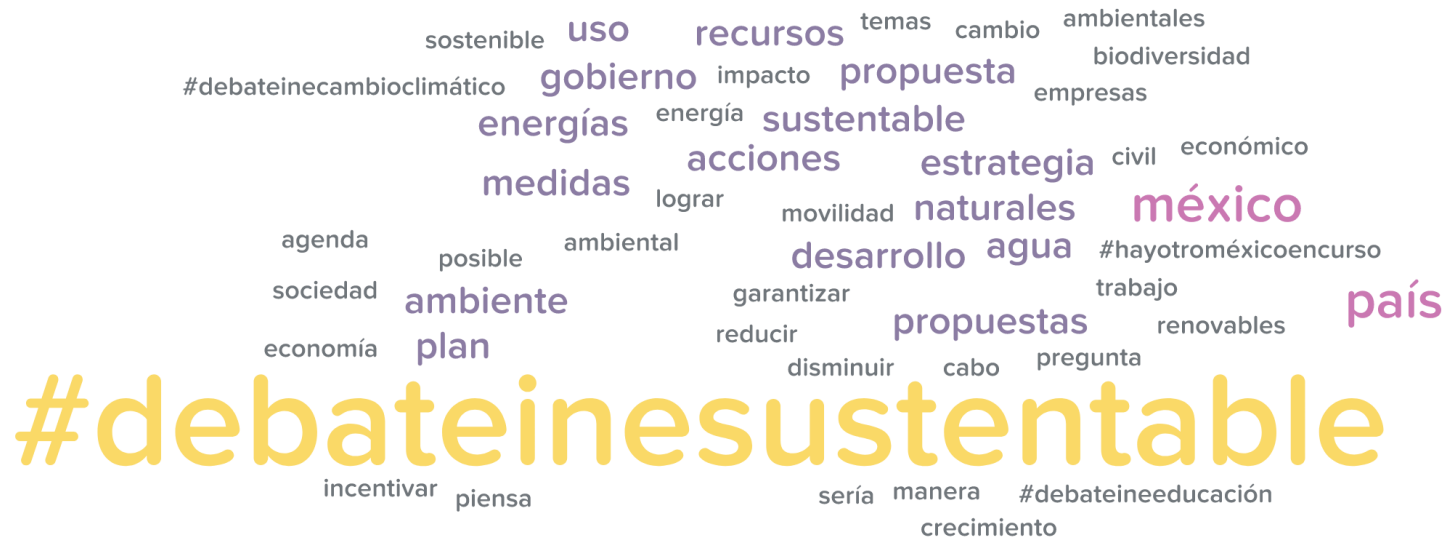 temas
cambio
ambientales
sostenible
uso
recursos
biodiversidad
#debateinecambioclimático
gobierno
impacto
propuesta
empresas
energías
energía
sustentable
acciones
estrategia
civil
económico
medidas
lograr
movilidad
naturales
méxico
agenda
posible
ambiental
desarrollo
agua
#hayotroméxicoencurso
sociedad
ambiente
garantizar
trabajo
país
economía
plan
reducir
propuestas
renovables
disminuir
cabo
pregunta
#debateinesustentable
incentivar
piensa
sería
manera
#debateineeducación
crecimiento